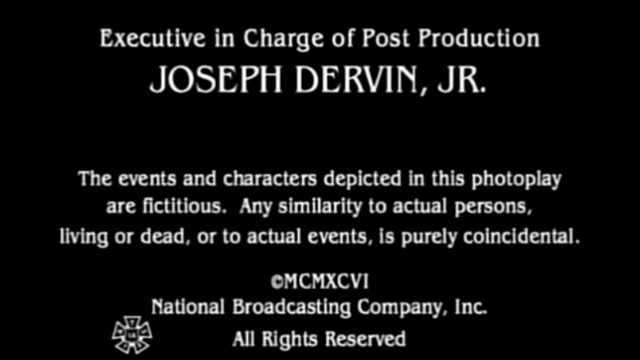 Executive in Charge of Post Production
JOSEPH DERVIN, JR.
The events and characters depicted in this photoplay
are fictitious. Any similarity to actual persons,
living or dead, or to actual events, is purely coincidental.
©MCMXCVI
National Broadcasting Company, Inc.
All Rights Reserved